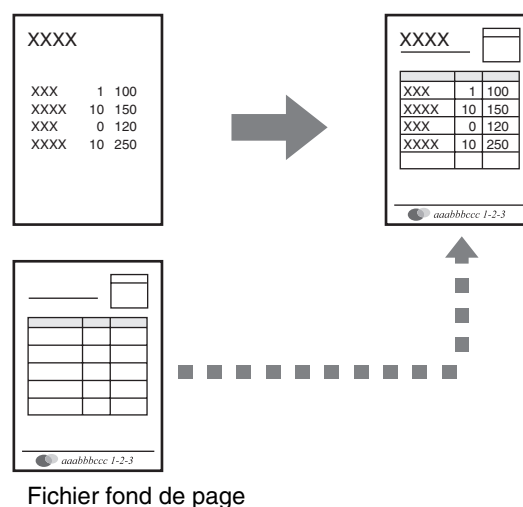 XXXX
XXX 1 100
XXXX 10 150
XXX 0 120
XXXX 10 250
XXXX
XXX 1 100
XXXX 10 150
XXX 0 120
XXXX 10 250
aaabbbccc 1-2-3
aaabbbccc 1-2-3
Fichier fond de page